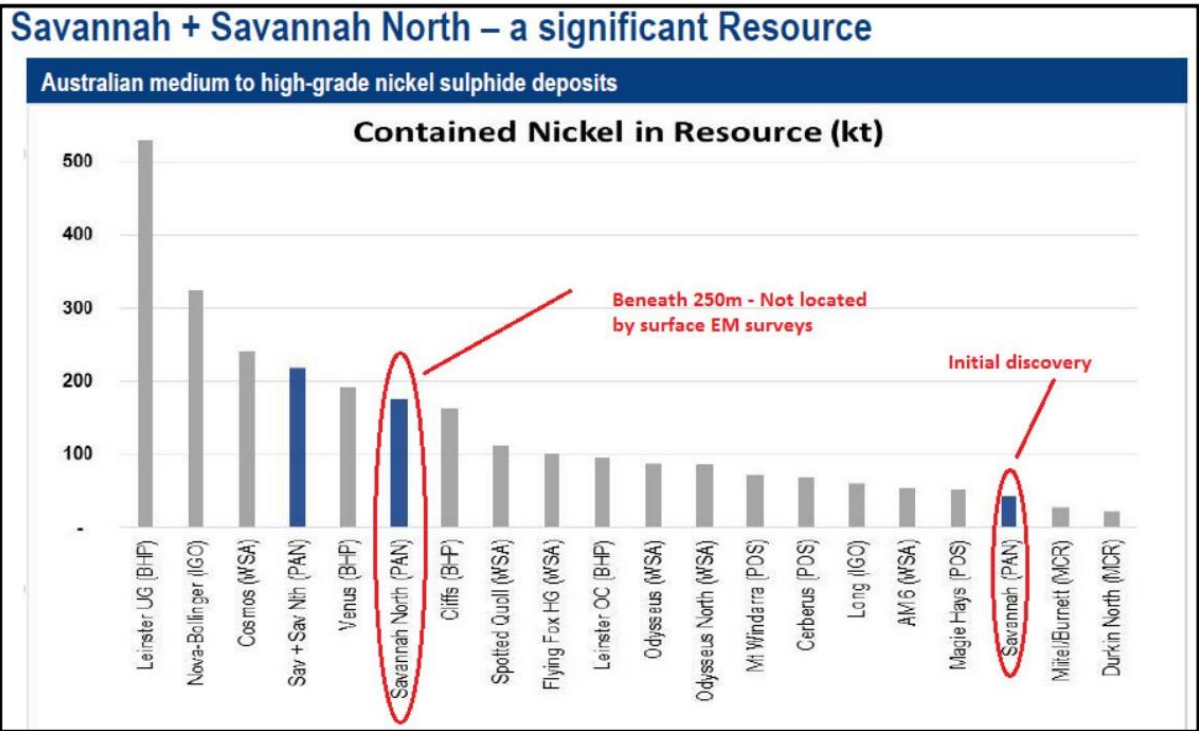 Savannah + Savannah North – a significant Resource
Australian medium to high-grade nickel sulphide deposits
Contained Nickel in Resource (kt)
500
400
300
200
100
-
Beneath 250m - Not located
by surface EM surveys
Initial discovery
Leinster UG (BHP)
Nova-Bollinger (IGO)
Cosmos (WSA)
Sav + Sav Nth (PAN)
Venus (BHP)
Savannah North (PAN)
Cliffs (BHP)
Spotted Quoll (WSA)
Flying Fox HG (WSA)
Leinster OC (BHP)
Odysseus (WSA)
Odysseus North (WSA)
Mt Windarra (POS)
Cerberus (POS)
Long (IGO)
AM6 (WSA)
Magie Hays (POS)
Savannah (PAN)
Miitel/Burnett (MCR)
Durkin North (MCR)